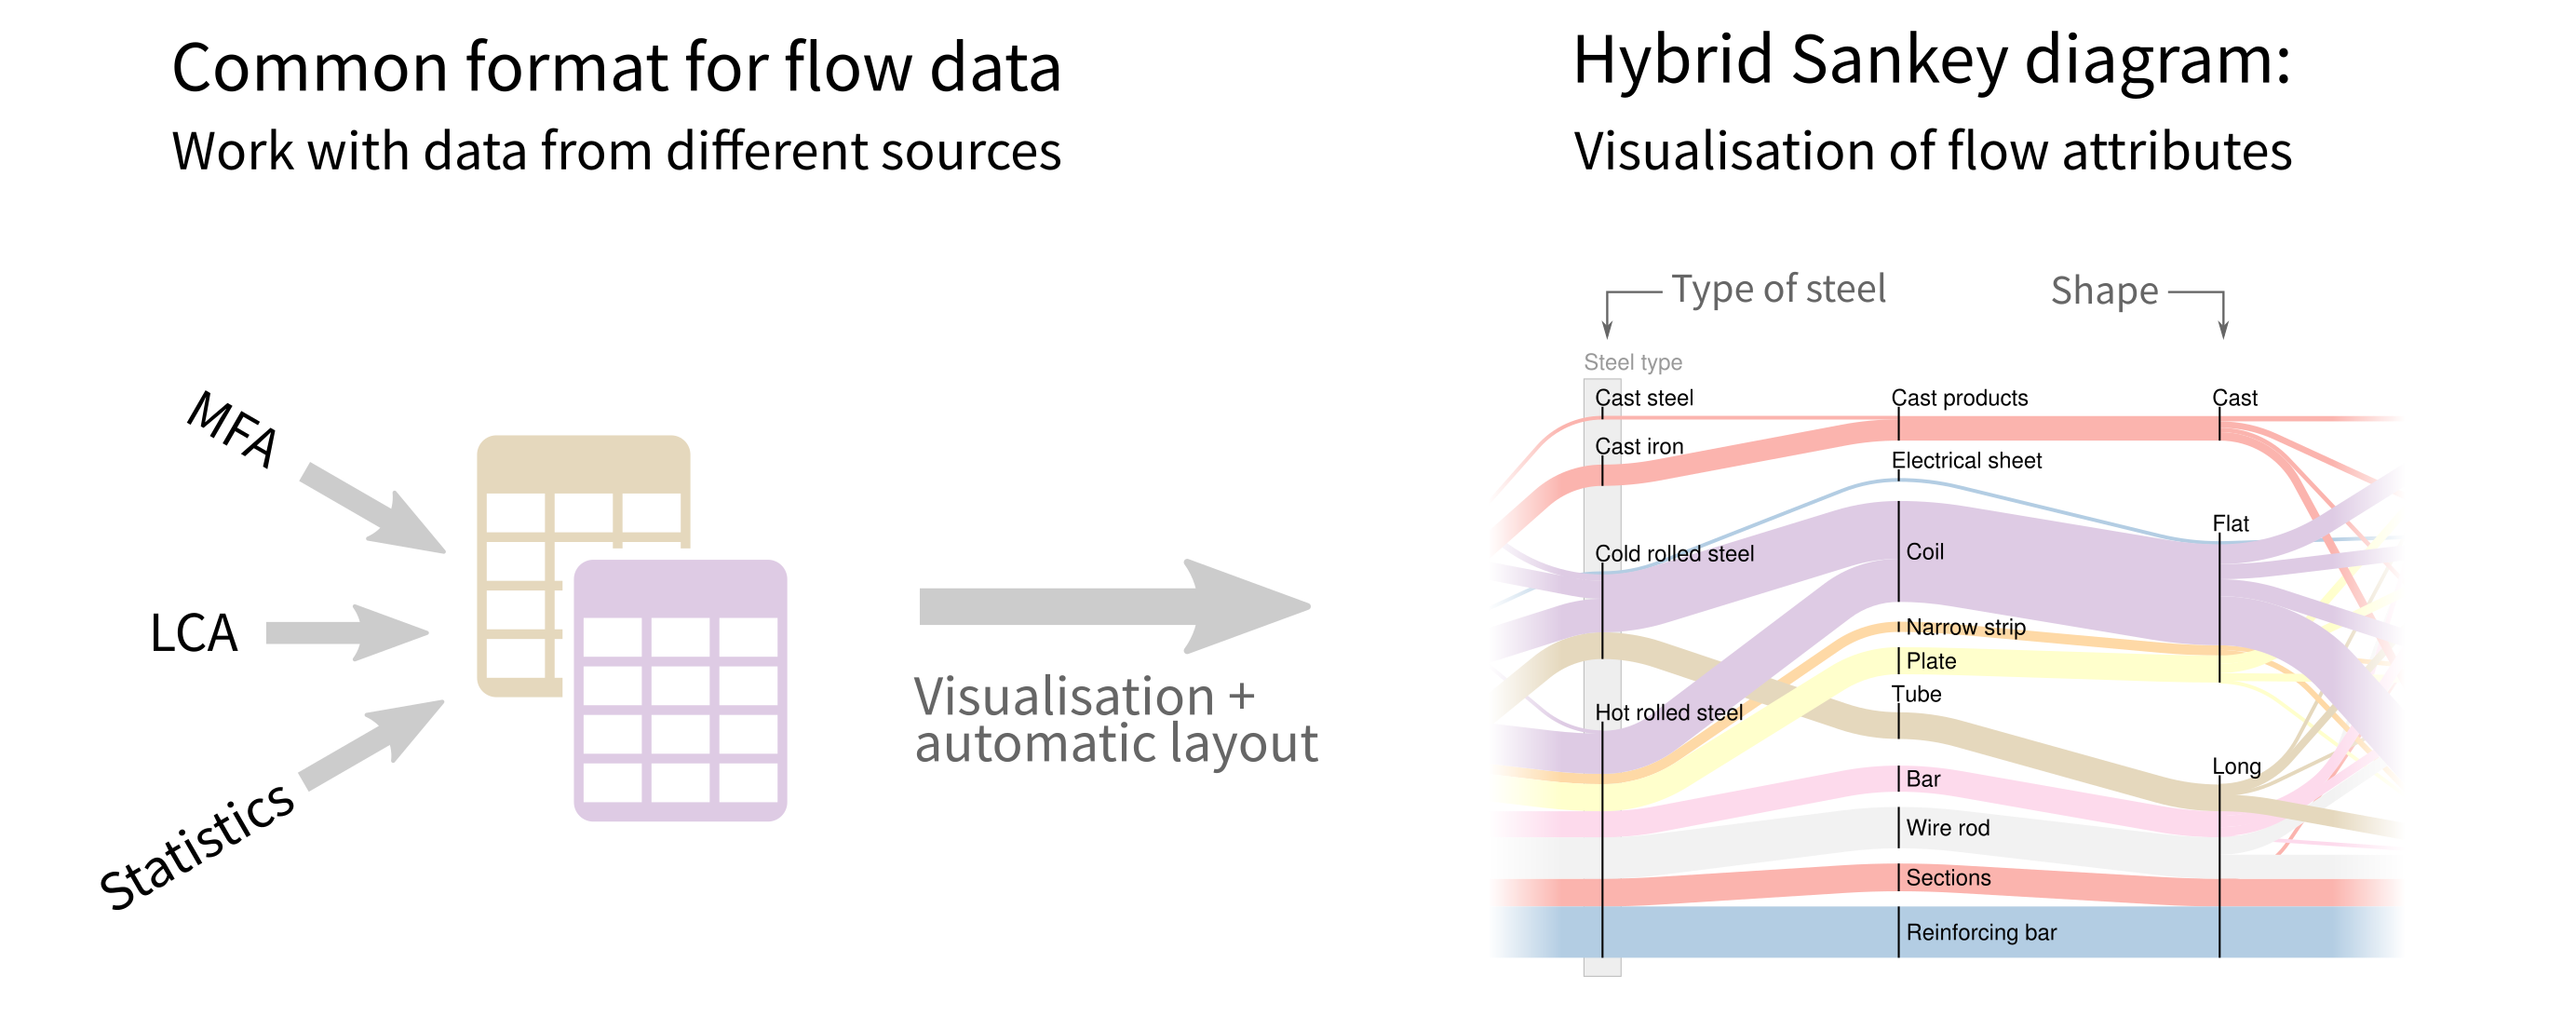 Common format for flow data
Work with data from different sources
MFA
LCA
Statistics
Visualisation +
automatic layout
Hybrid Sankey diagram:
Visualisation of flow attributes
Type of steel
Shape
Steel type
Cast steel
Cast iron
Cold rolled steel
Hot rolled steel
Cast products
Electrical sheet
Coil
Narrow strip
Plate
Tube
Bar
Wire rod
Sections
Reinforcing bar
Cast
Flat
Long